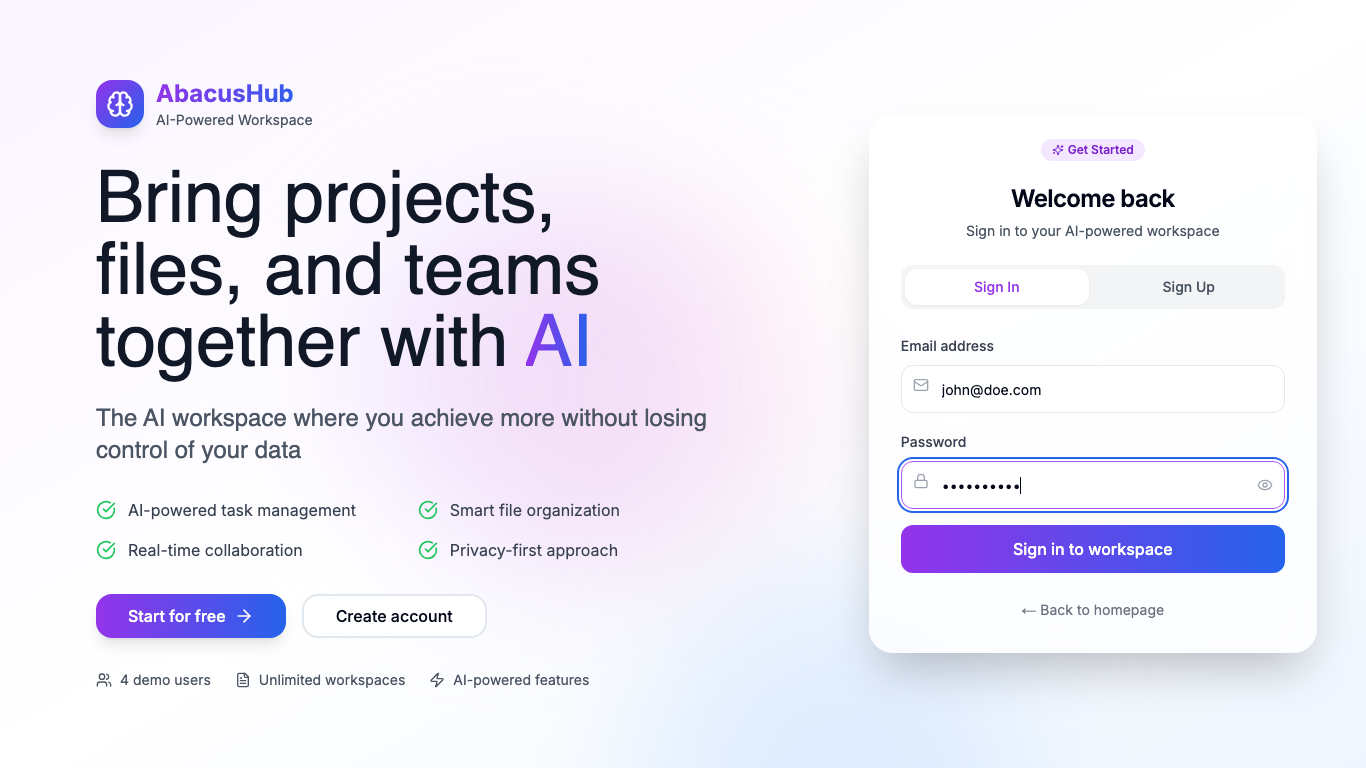 AbacusHub
AI-Powered Workspace
Bring projects,
files, and teams
together with AI
The AI workspace where you achieve more without losing
control of your data
AI-powered task management
Smart file organization
Real-time collaboration
Privacy-first approach
Start for free →
Create account
4 demo users
Unlimited workspaces
AI-powered features
Get Started
Welcome back
Sign in to your AI-powered workspace
Sign In
Sign Up
Email address
john@doe.com
Password
••••••••••
Sign in to workspace
← Back to homepage